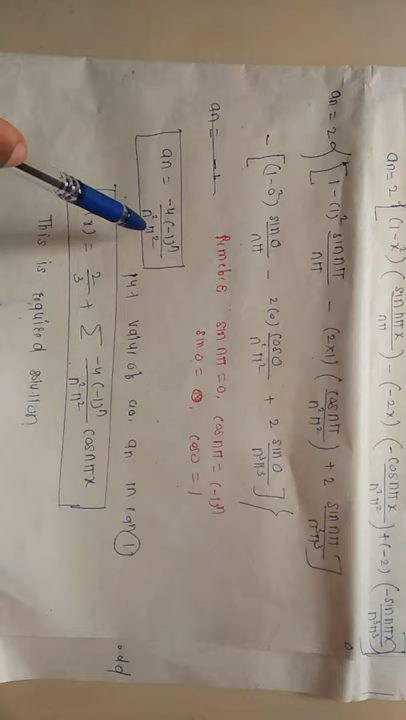 an = 2 { [ (1-x²) (sin nπx / nπ) - (-2x) (-cos nπx / n²π²) + (-2) (-sin nπx / n³π³) ]
an = 2 { [ 1-(1)² sin nπ / nπ - (2×1) (cos nπ / n²π²) + 2 sin nπ / n³π³ ]
- [ (1-0²) sin 0 / nπ - 2(0) cos 0 / n²π² + 2 sin 0 / n³π³ ] }
an =
sin nπ = 0, cos nπ = (-1)ⁿ
sin 0 = 0, cos 0 = 1
an = -4(-1)ⁿ / n²π²
put value of ao, an in eqn ①
(x) = 2/3 + Σ -4(-1)ⁿ / n²π² cos nπx
This is required solution